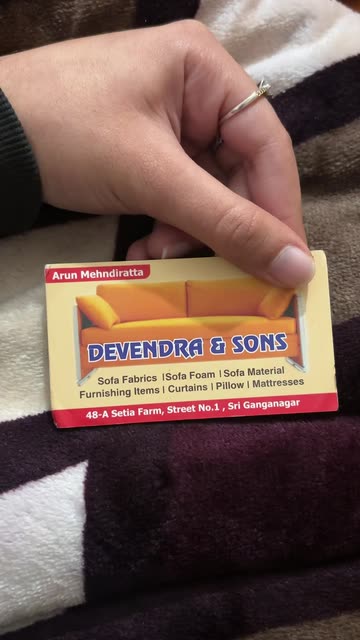 Arun Mehndiratta
DEVENDRA & SONS
Sofa Fabrics | Sofa Foam | Sofa Material
Furnishing Items | Curtains | Pillow | Mattresses
48-A Setia Farm, Street No.1 , Sri Ganganagar